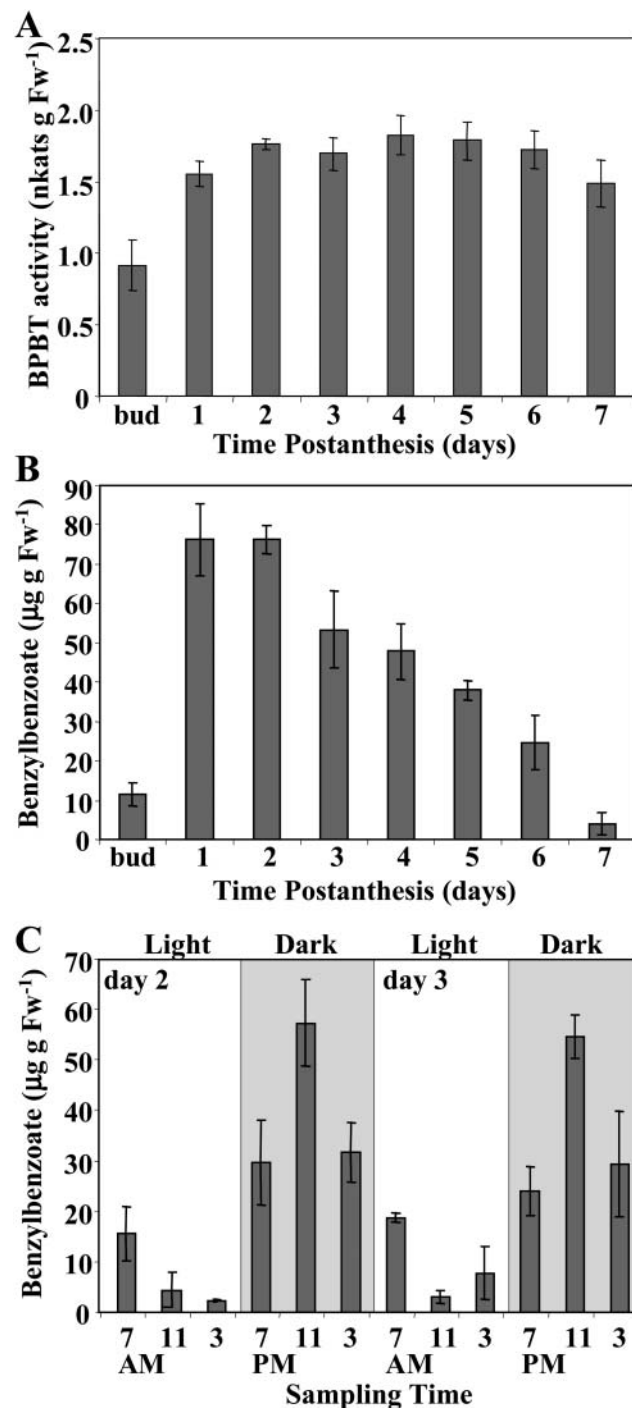 A
BPBT activity (nkats g Fw⁻¹)
2.5
2.0
1.5
1.0
0.5
0
bud 1 2 3 4 5 6 7
Time Postanthesis (days)
B
Benzylbenzoate (µg g Fw⁻¹)
90
80
70
60
50
40
30
20
10
0
bud 1 2 3 4 5 6 7
Time Postanthesis (days)
C
Light Dark Light Dark
day 2 day 3
Benzylbenzoate (µg g Fw⁻¹)
70
60
50
40
30
20
10
0
7 11 3 7 11 3 7 11 3 7 11 3
AM PM AM PM
Sampling Time